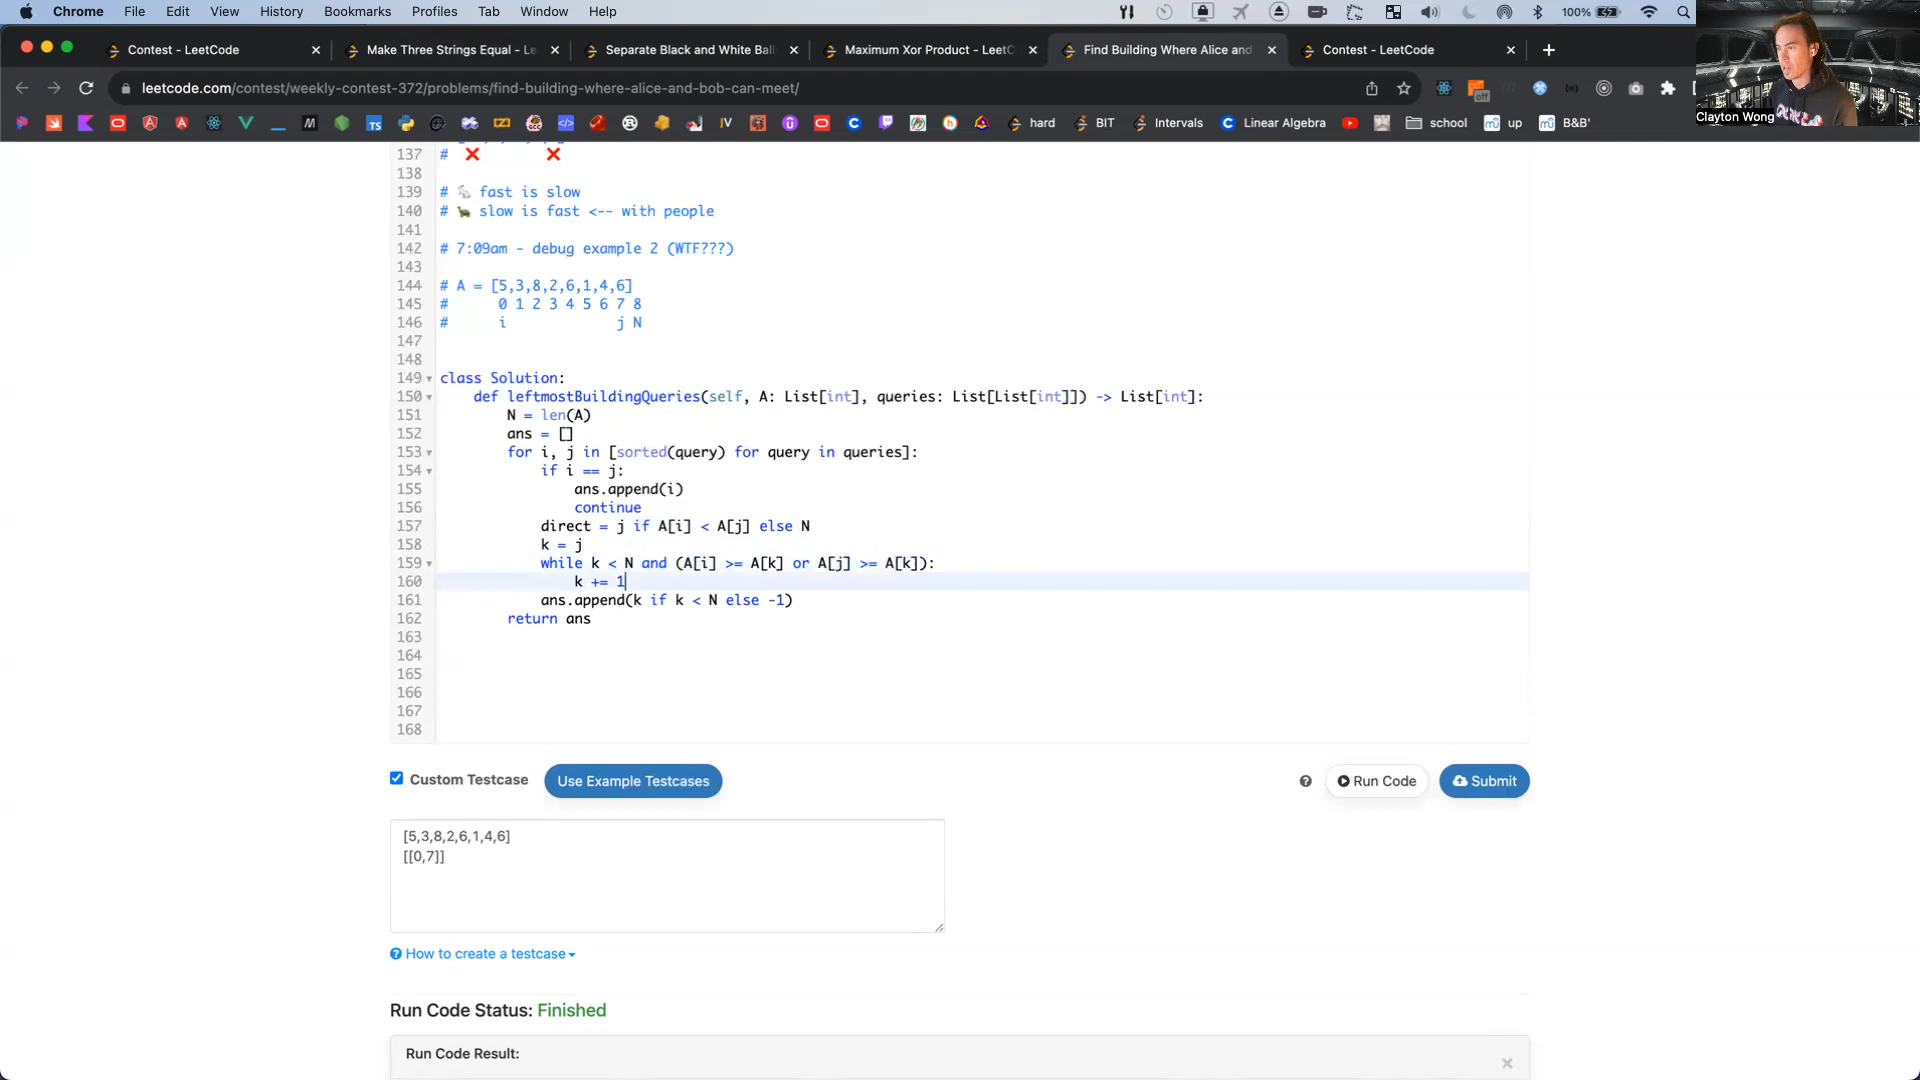 Chrome File Edit View History Bookmarks Profiles Tab Window Help 100%
Contest - LeetCode × Make Three Strings Equal - Le × Separate Black and White Ball × Maximum Xor Product - LeetC × Find Building Where Alice and × Contest - LeetCode × +
leetcode.com/contest/weekly-contest-372/problems/find-building-where-alice-and-bob-can-meet/
off
Clayton Wong
TS IV hard BIT Intervals Linear Algebra school up B&B'
137 # ❌ ❌
138
139 # 🐇 fast is slow
140 # 🐢 slow is fast <-- with people
141
142 # 7:09am - debug example 2 (WTF???)
143
144 # A = [5,3,8,2,6,1,4,6]
145 # 0 1 2 3 4 5 6 7 8
146 # i j N
147
148
149 class Solution:
150 def leftmostBuildingQueries(self, A: List[int], queries: List[List[int]]) -> List[int]:
151 N = len(A)
152 ans = []
153 for i, j in [sorted(query) for query in queries]:
154 if i == j:
155 ans.append(i)
156 continue
157 direct = j if A[i] < A[j] else N
158 k = j
159 while k < N and (A[i] >= A[k] or A[j] >= A[k]):
160 k += 1
161 ans.append(k if k < N else -1)
162 return ans
163
164
165
166
167
168
Custom Testcase Use Example Testcases ? Run Code Submit
[5,3,8,2,6,1,4,6]
[[0,7]]
? How to create a testcase
Run Code Status: Finished
Run Code Result: ×